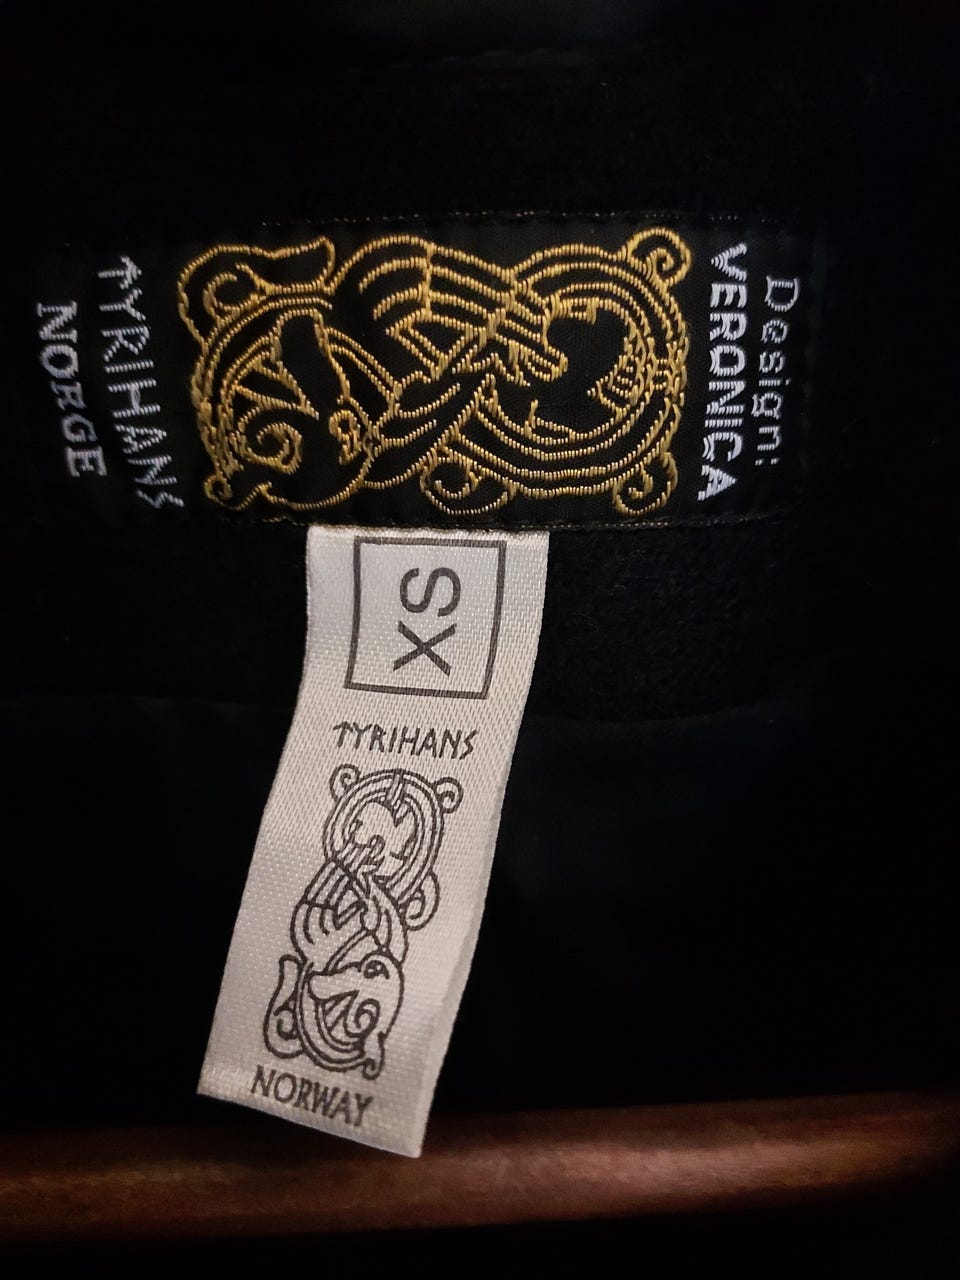 Design:
VERONICA
TYRIHANS
NORGE
XS
TYRIHANS
NORWAY